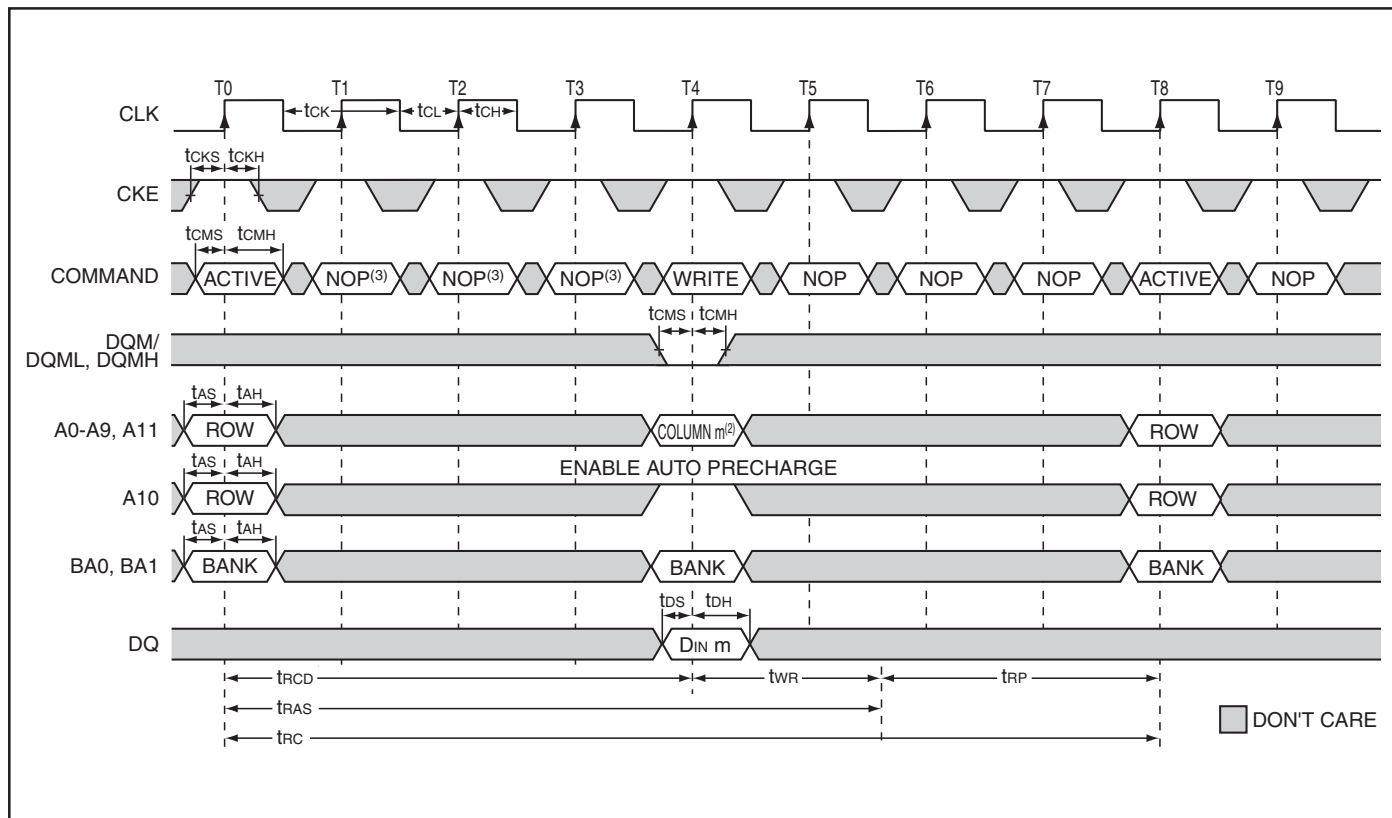 T0 T1 T2 T3 T4 T5 T6 T7 T8 T9
CLK tCK tCL tCH
tCKS tCKH
CKE
tCMS tCMH
COMMAND ACTIVE NOP(3) NOP(3) NOP(3) WRITE NOP NOP NOP ACTIVE NOP
tCMS tCMH
DQM/
DQML, DQMH
tAS tAH
A0-A9, A11 ROW COLUMN m(2) ROW
tAS tAH ENABLE AUTO PRECHARGE
A10 ROW ROW
tAS tAH
BA0, BA1 BANK BANK BANK
tDS tDH
DQ DIN m
tRCD tWR tRP
tRAS
DON'T CARE
tRC